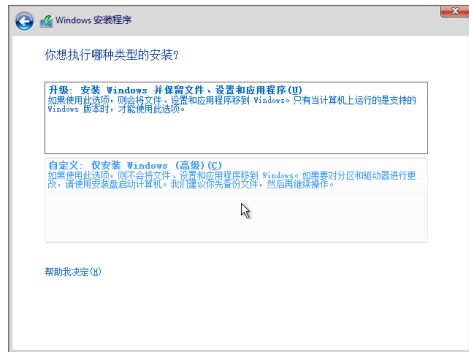 Windows 安装程序
你想执行哪种类型的安装?
升级: 安装 Windows 并保留文件、设置和应用程序(U)
如果使用此选项，则会将文件、设置和应用程序移到 Windows。只有当计算机上运行的是支持的
Windows 版本时，才能使用此选项。
自定义: 仅安装 Windows (高级)(C)
如果使用此选项，则不会将文件、设置和应用程序移到 Windows。如果要对分区和驱动器进行更
改，请使用安装盘启动计算机。我们建议你先备份文件，然后再继续操作。
帮助我决定(H)